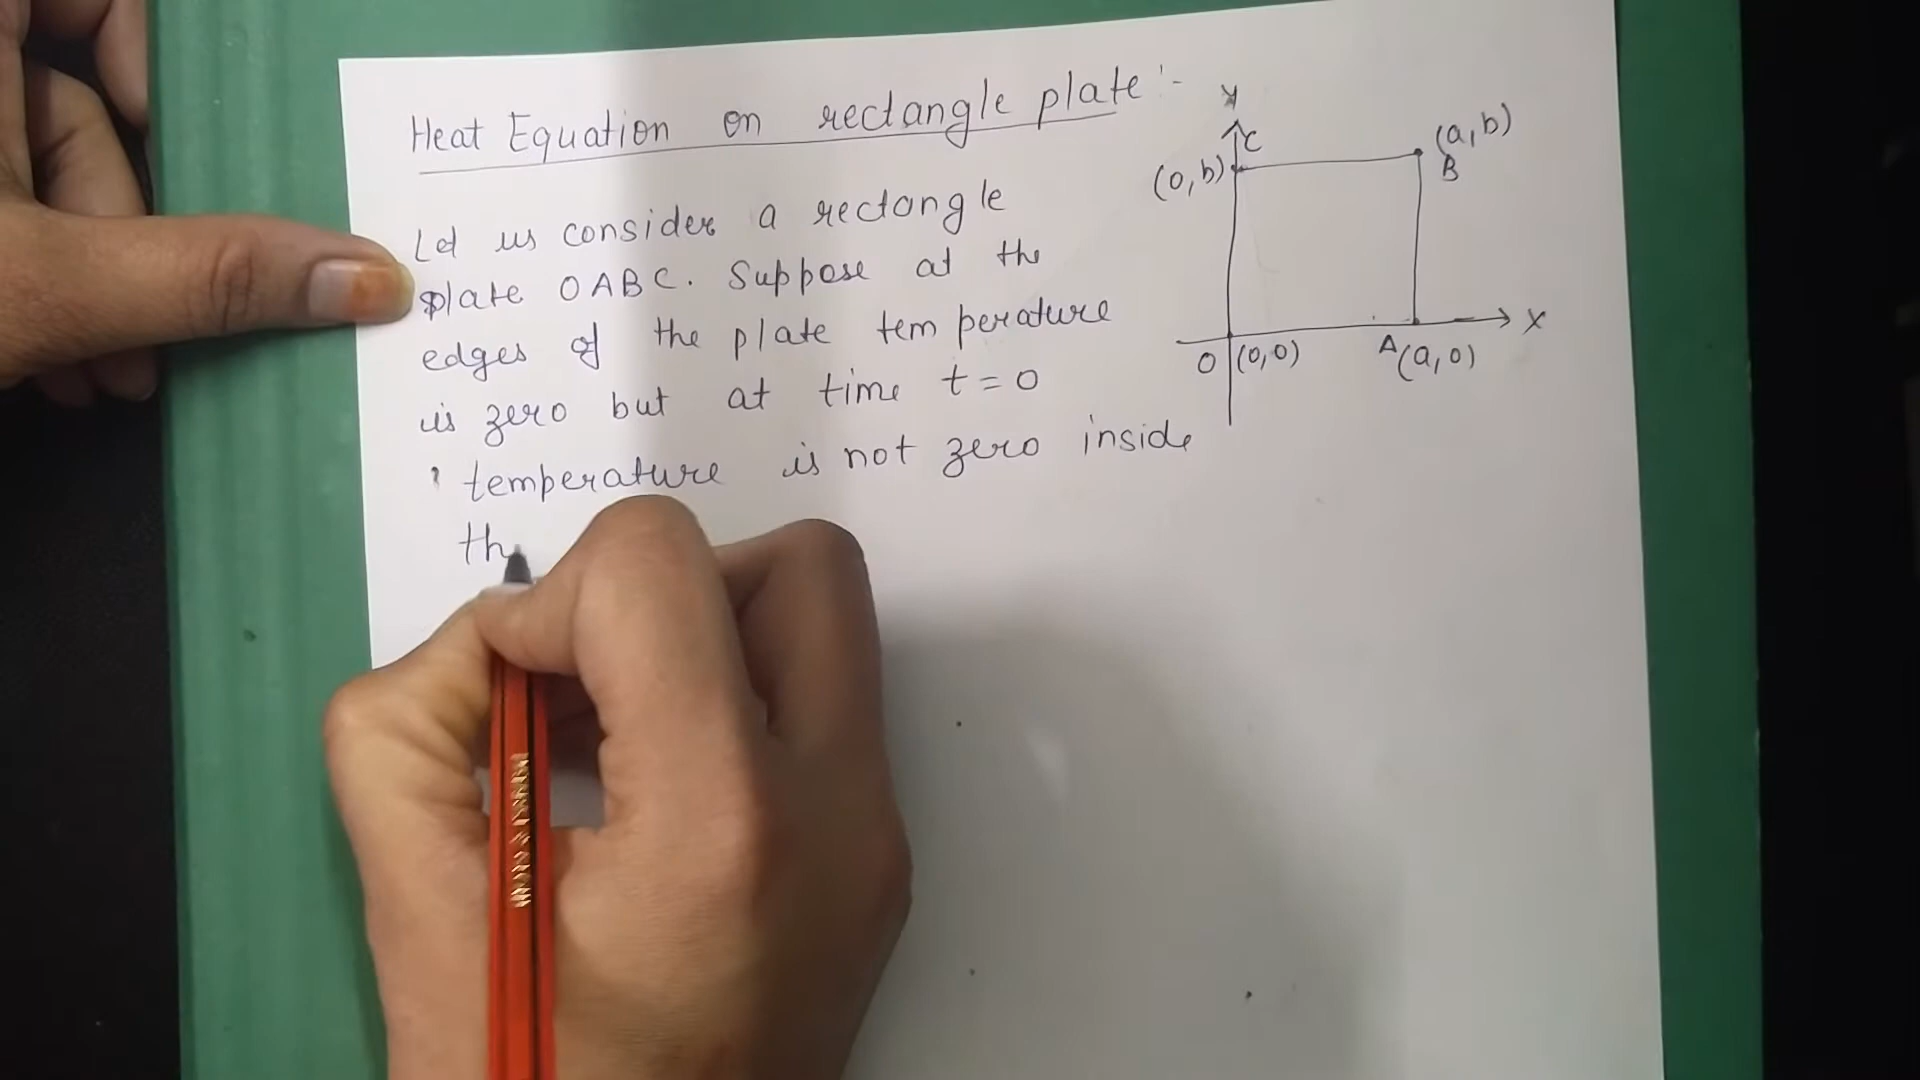 Heat Equation on rectangle plate :-
Let us consider a rectangle
plate OABC. Suppose at the
edges of the plate temperature
is zero but at time t = 0
temperature is not zero inside
th
y
C
(0, b)
(a, b)
B
X
O (0, 0)
A (a, 0)